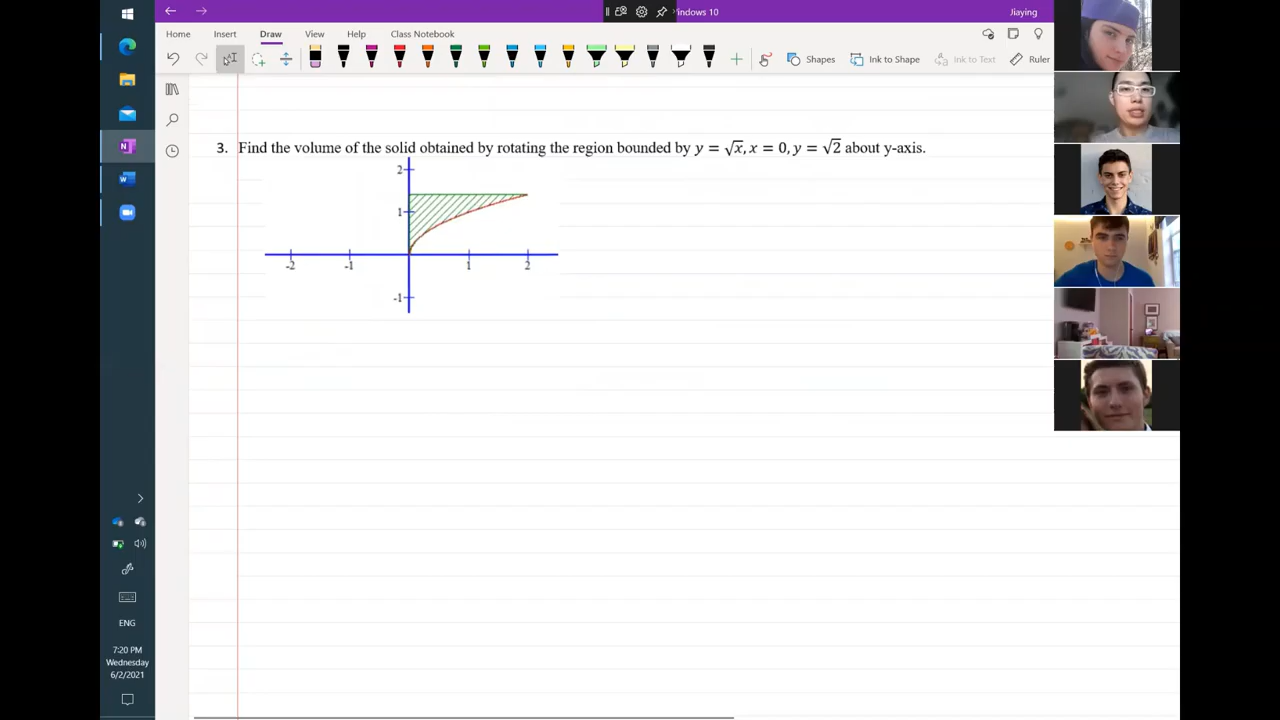 indows 10
Jiaying
Home Insert Draw View Help Class Notebook
Shapes Ink to Shape Ink to Text Ruler
3. Find the volume of the solid obtained by rotating the region bounded by y = √x, x = 0, y = √2 about y-axis.
2
1
-2 -1 1 2
-1
ENG
7:20 PM
Wednesday
6/2/2021